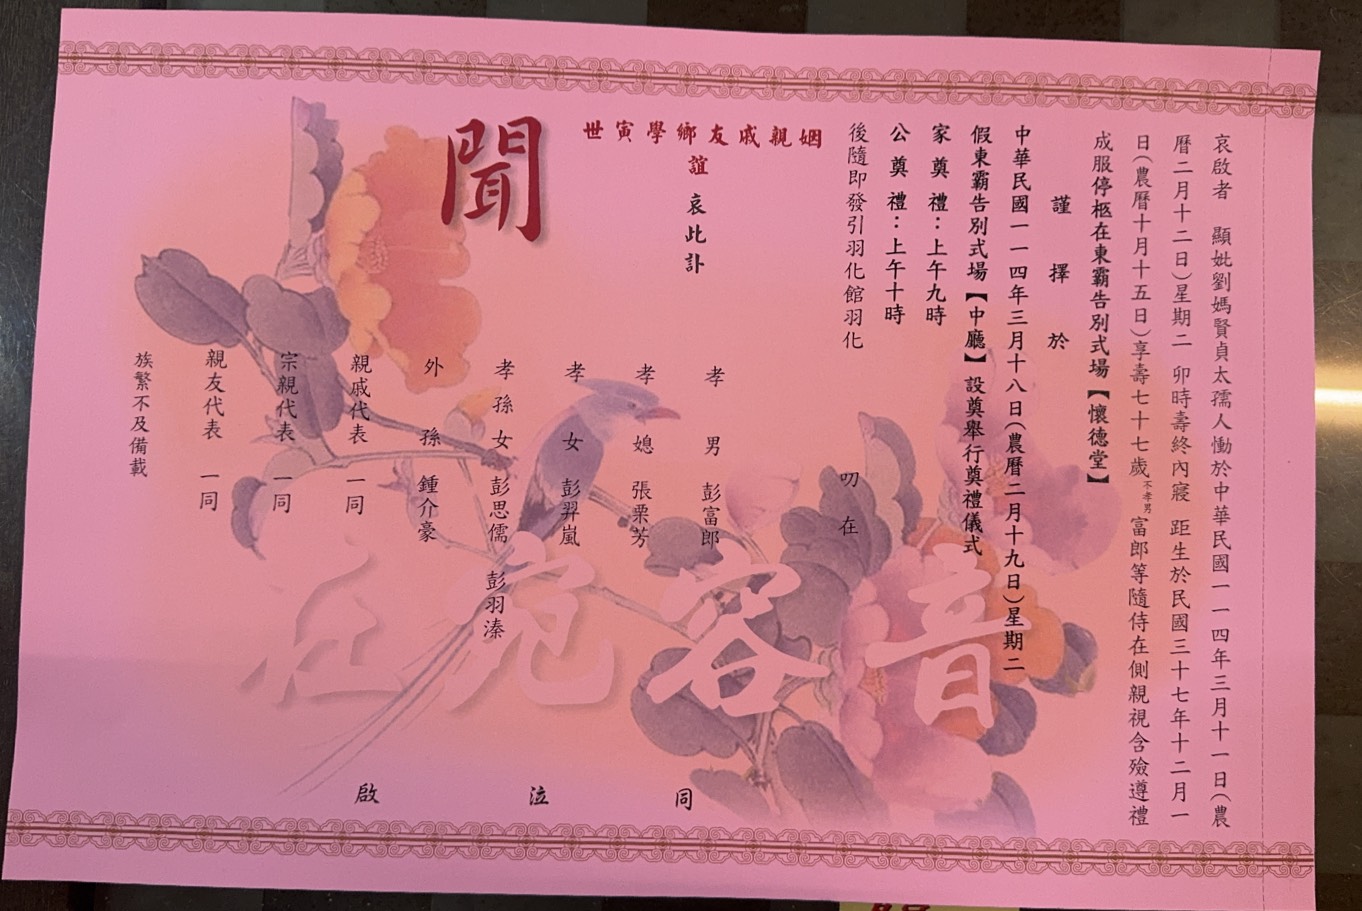 哀啟者　顯妣劉媽賢貞太孺人慟於中華民國一一四年三月十一日(農
曆二月十二日)星期二 卯時壽終內寢 距生於民國三十七年十二月一
日(農曆十月十五日)享壽七十七歲不孝男富郎等隨侍在側親視含殮遵禮
成服停柩在東霸告別式場【懷德堂】
謹擇於
中華民國一一四年三月十八日(農曆二月十九日)星期二
假東霸告別式場【中廳】設奠舉行奠禮儀式
家奠禮：上午九時
公奠禮：上午十時
後隨即發引羽化館羽化
叨在
姻親戚友鄉學寅世
誼
哀此訃
聞
孝男 彭富郎
孝媳 張栗芳
孝女 彭羿嵐
孝孫女 彭思儒 彭羽溱
外孫 鍾介豪
親戚代表 一同
宗親代表 一同
親友代表 一同
族繁不及備載
同泣啟
音容宛在